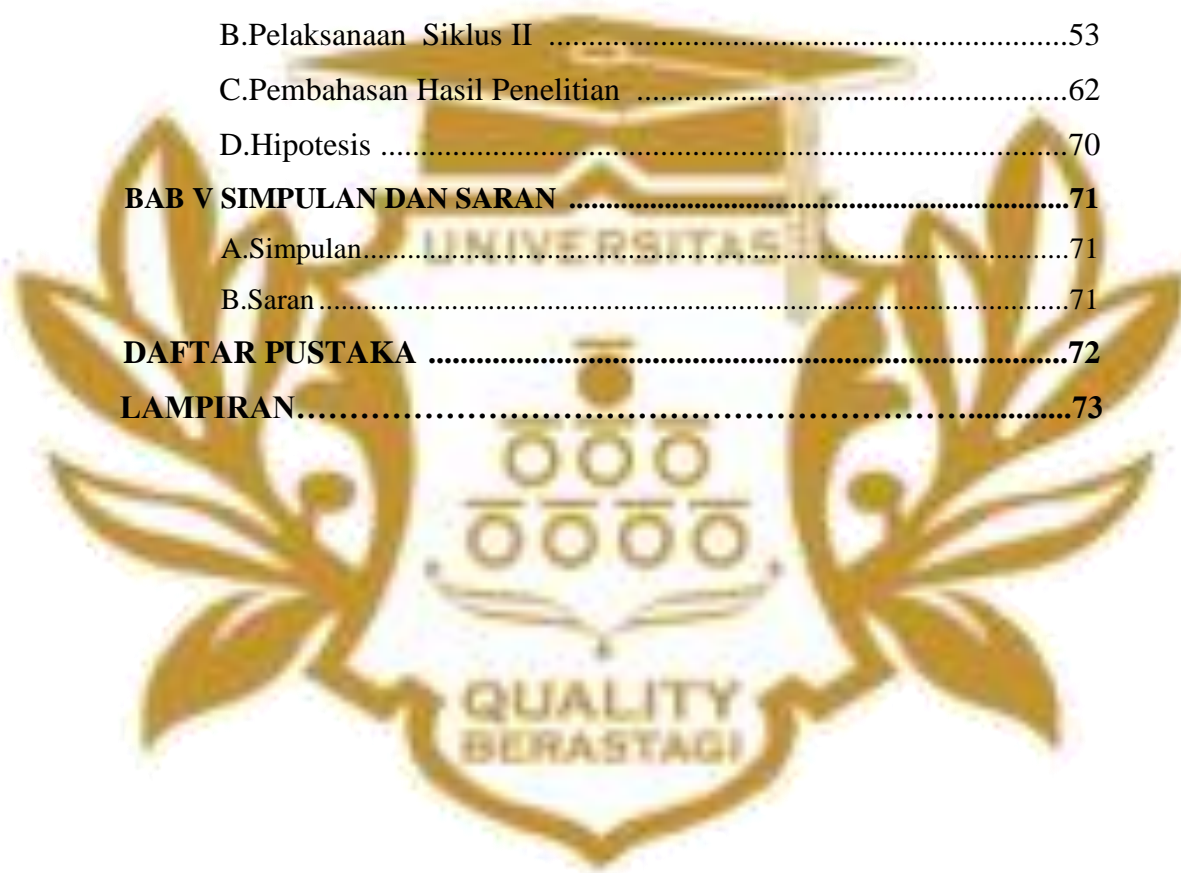 B.Pelaksanaan Siklus II ................................................................53
C.Pembahasan Hasil Penelitian .....................................................62
D.Hipotesis .....................................................................................70
BAB V SIMPULAN DAN SARAN ...............................................................71
UNIVERSITAS
A.Simpulan.......................................................................................71
B.Saran.............................................................................................71
DAFTAR PUSTAKA .................................................................................72
LAMPIRAN……………………………………………………………………............73
QUALITY
BERASTAGI